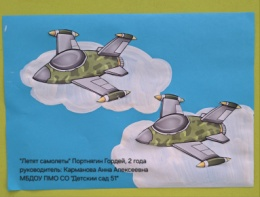 "Летят самолеты" Портнягин Гордей, 2 года
руководитель: Карманова Анна Алексеевна
МБДОУ ПМО СО "Детский сад 51"